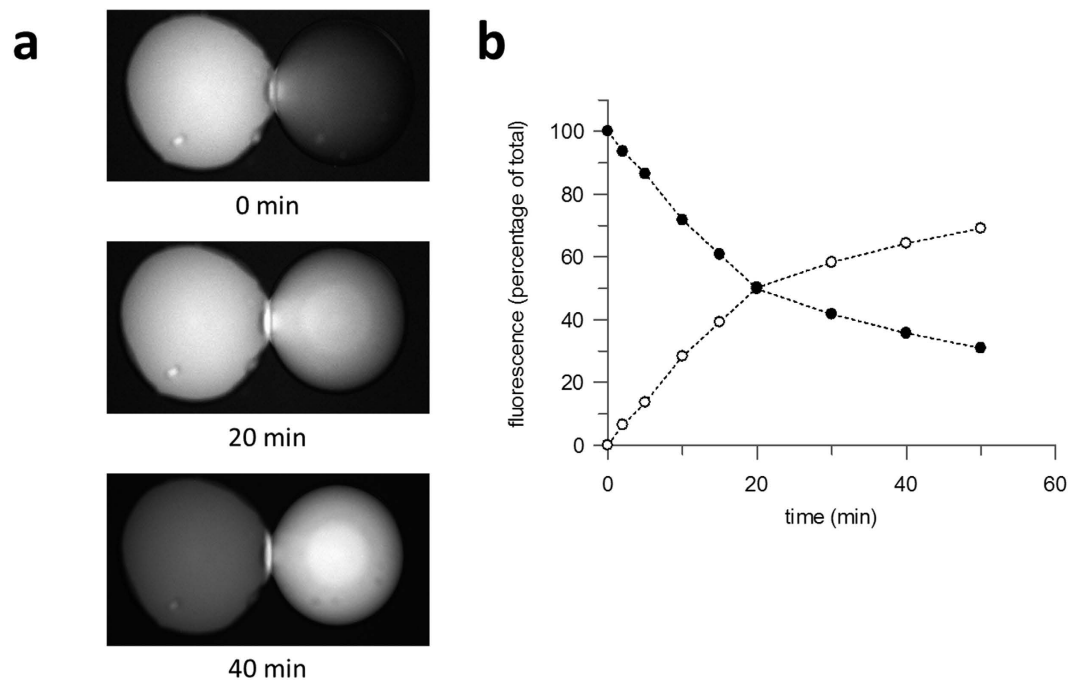 a
0 min
20 min
40 min
b
fluorescence (percentage of total)
100
80
60
40
20
0
0 20 40 60
time (min)